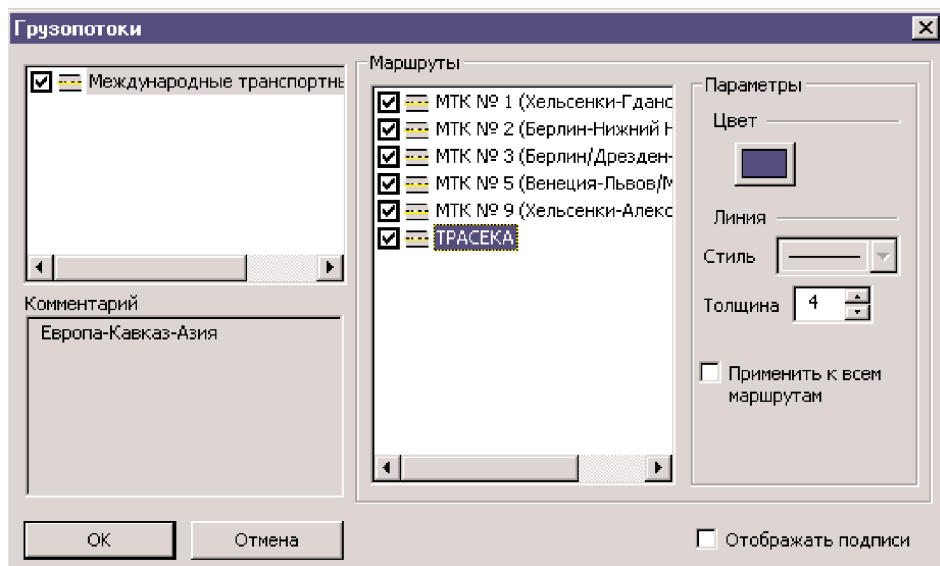 Грузопотоки
Международные транспортны
Комментарий
Европа-Кавказ-Азия
Маршруты
МТК № 1 (Хельсенки-Гданс
МТК № 2 (Берлин-Нижний Н
МТК № 3 (Берлин/Дрезден-
МТК № 5 (Венеция-Львов/М
МТК № 9 (Хельсенки-Алекс
ТРАСЕКА
Параметры
Цвет
Линия
Стиль
Толщина 4
Применить к всем
маршрутам
ОК
Отмена
Отображать подписи